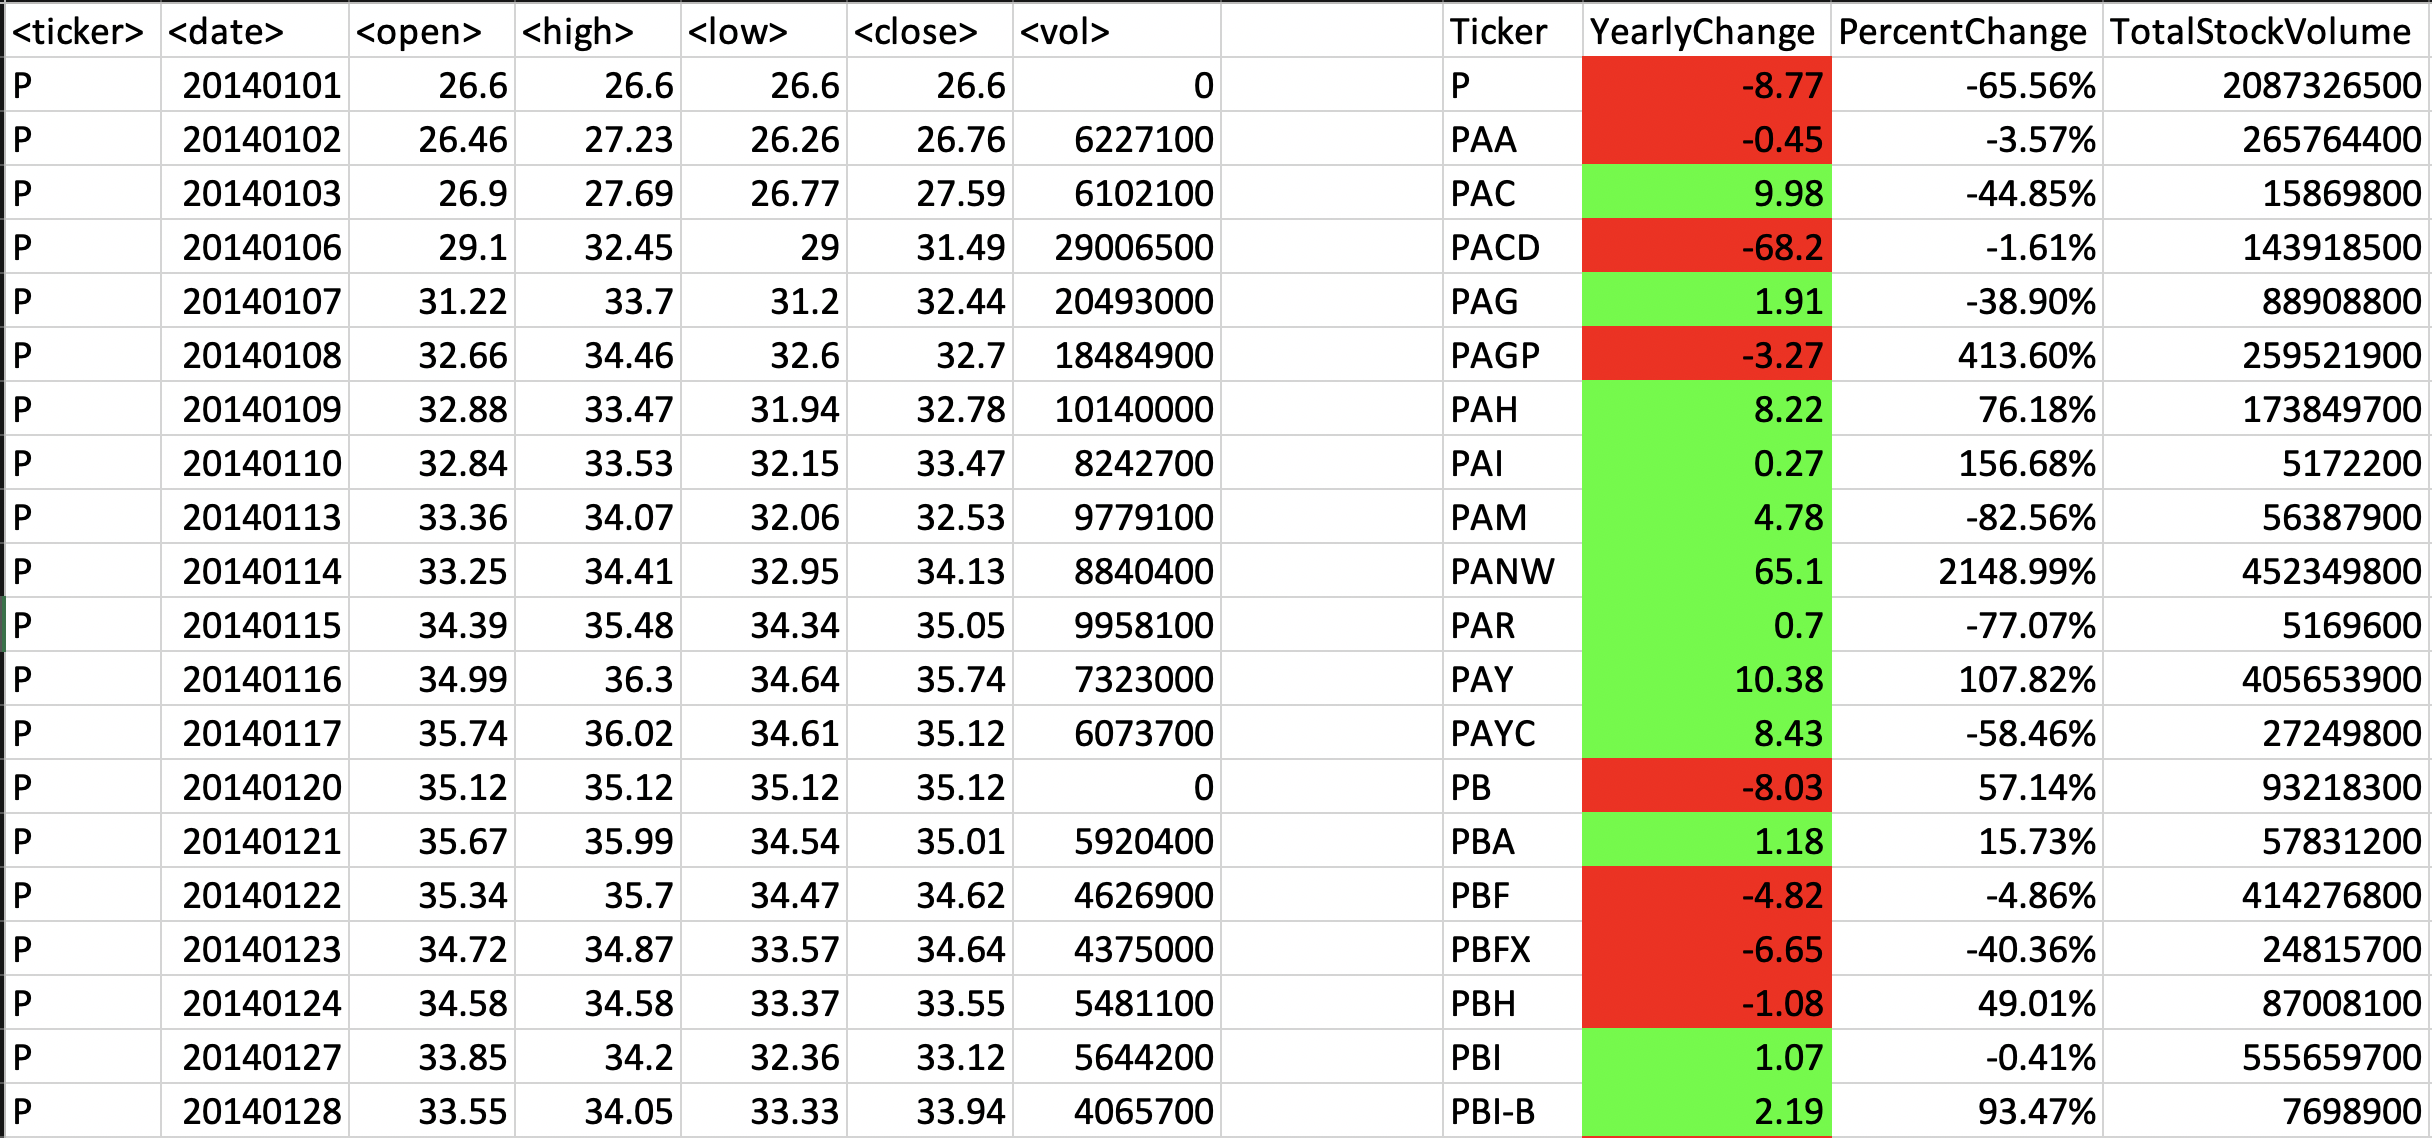 <ticker> <date> <open> <high> <low> <close> <vol> Ticker YearlyChange PercentChange TotalStockVolume
P 20140101 26.6 26.6 26.6 26.6 0 P -8.77 -65.56% 2087326500
P 20140102 26.46 27.23 26.26 26.76 6227100 PAA -0.45 -3.57% 265764400
P 20140103 26.9 27.69 26.77 27.59 6102100 PAC 9.98 -44.85% 15869800
P 20140106 29.1 32.45 29 31.49 29006500 PACD -68.2 -1.61% 143918500
P 20140107 31.22 33.7 31.2 32.44 20493000 PAG 1.91 -38.90% 88908800
P 20140108 32.66 34.46 32.6 32.7 18484900 PAGP -3.27 413.60% 259521900
P 20140109 32.88 33.47 31.94 32.78 10140000 PAH 8.22 76.18% 173849700
P 20140110 32.84 33.53 32.15 33.47 8242700 PAI 0.27 156.68% 5172200
P 20140113 33.36 34.07 32.06 32.53 9779100 PAM 4.78 -82.56% 56387900
P 20140114 33.25 34.41 32.95 34.13 8840400 PANW 65.1 2148.99% 452349800
P 20140115 34.39 35.48 34.34 35.05 9958100 PAR 0.7 -77.07% 5169600
P 20140116 34.99 36.3 34.64 35.74 7323000 PAY 10.38 107.82% 405653900
P 20140117 35.74 36.02 34.61 35.12 6073700 PAYC 8.43 -58.46% 27249800
P 20140120 35.12 35.12 35.12 35.12 0 PB -8.03 57.14% 93218300
P 20140121 35.67 35.99 34.54 35.01 5920400 PBA 1.18 15.73% 57831200
P 20140122 35.34 35.7 34.47 34.62 4626900 PBF -4.82 -4.86% 414276800
P 20140123 34.72 34.87 33.57 34.64 4375000 PBFX -6.65 -40.36% 24815700
P 20140124 34.58 34.58 33.37 33.55 5481100 PBH -1.08 49.01% 87008100
P 20140127 33.85 34.2 32.36 33.12 5644200 PBI 1.07 -0.41% 555659700
P 20140128 33.55 34.05 33.33 33.94 4065700 PBI-B 2.19 93.47% 7698900